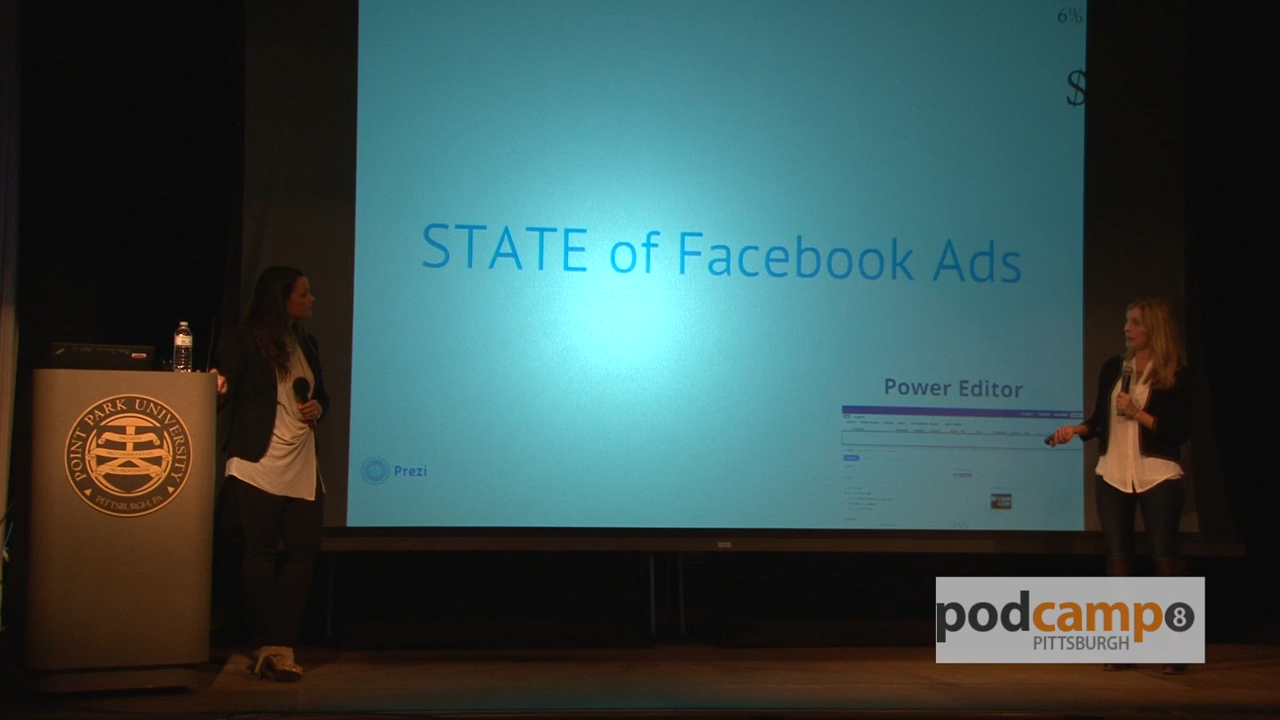 6%
$
STATE of Facebook Ads
Power Editor
Prezi
POINT PARK UNIVERSITY
PITTSBURGH, PA
podcamp8
PITTSBURGH